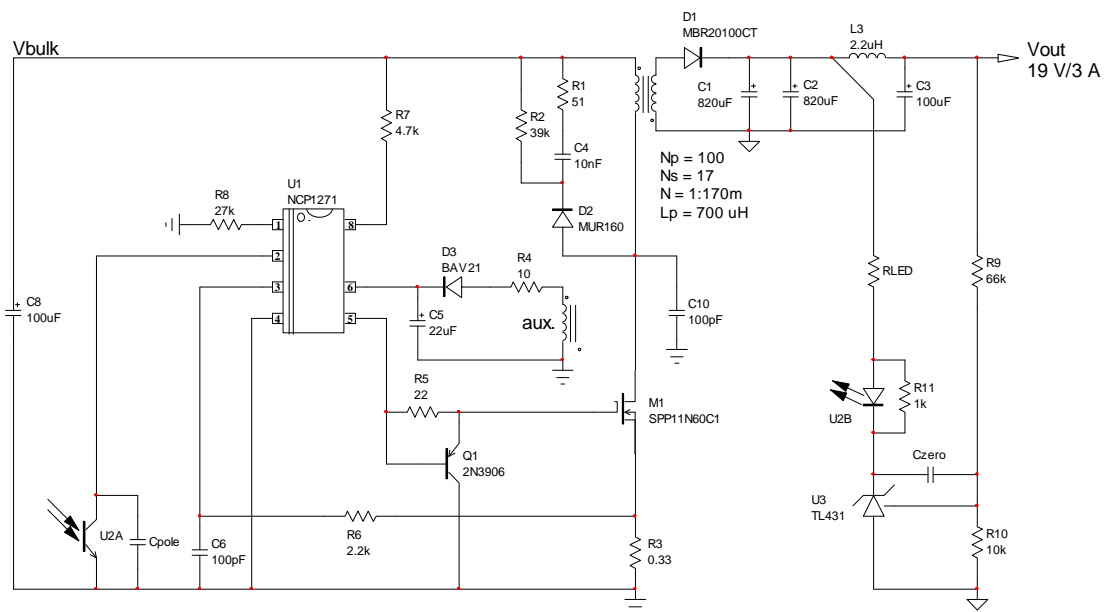 D1
MBR20100CT
L3
2.2uH
Vbulk
Vout
19 V/3 A
R1
51
C1
820uF
C2
820uF
C3
100uF
R7
4.7k
R2
39k
C4
10nF
Np = 100
Ns = 17
N = 1:170m
Lp = 700 uH
U1
NCP1271
R8
27k
1
8
2
3
6
4
5
D2
MUR160
D3
BAV21
R4
10
RLED
R9
66k
C8
100uF
C5
22uF
aux.
C10
100pF
R5
22
M1
SPP11N60C1
R11
1k
U2B
Q1
2N3906
Czero
U3
TL431
U2A
Cpole
C6
100pF
R6
2.2k
R3
0.33
R10
10k